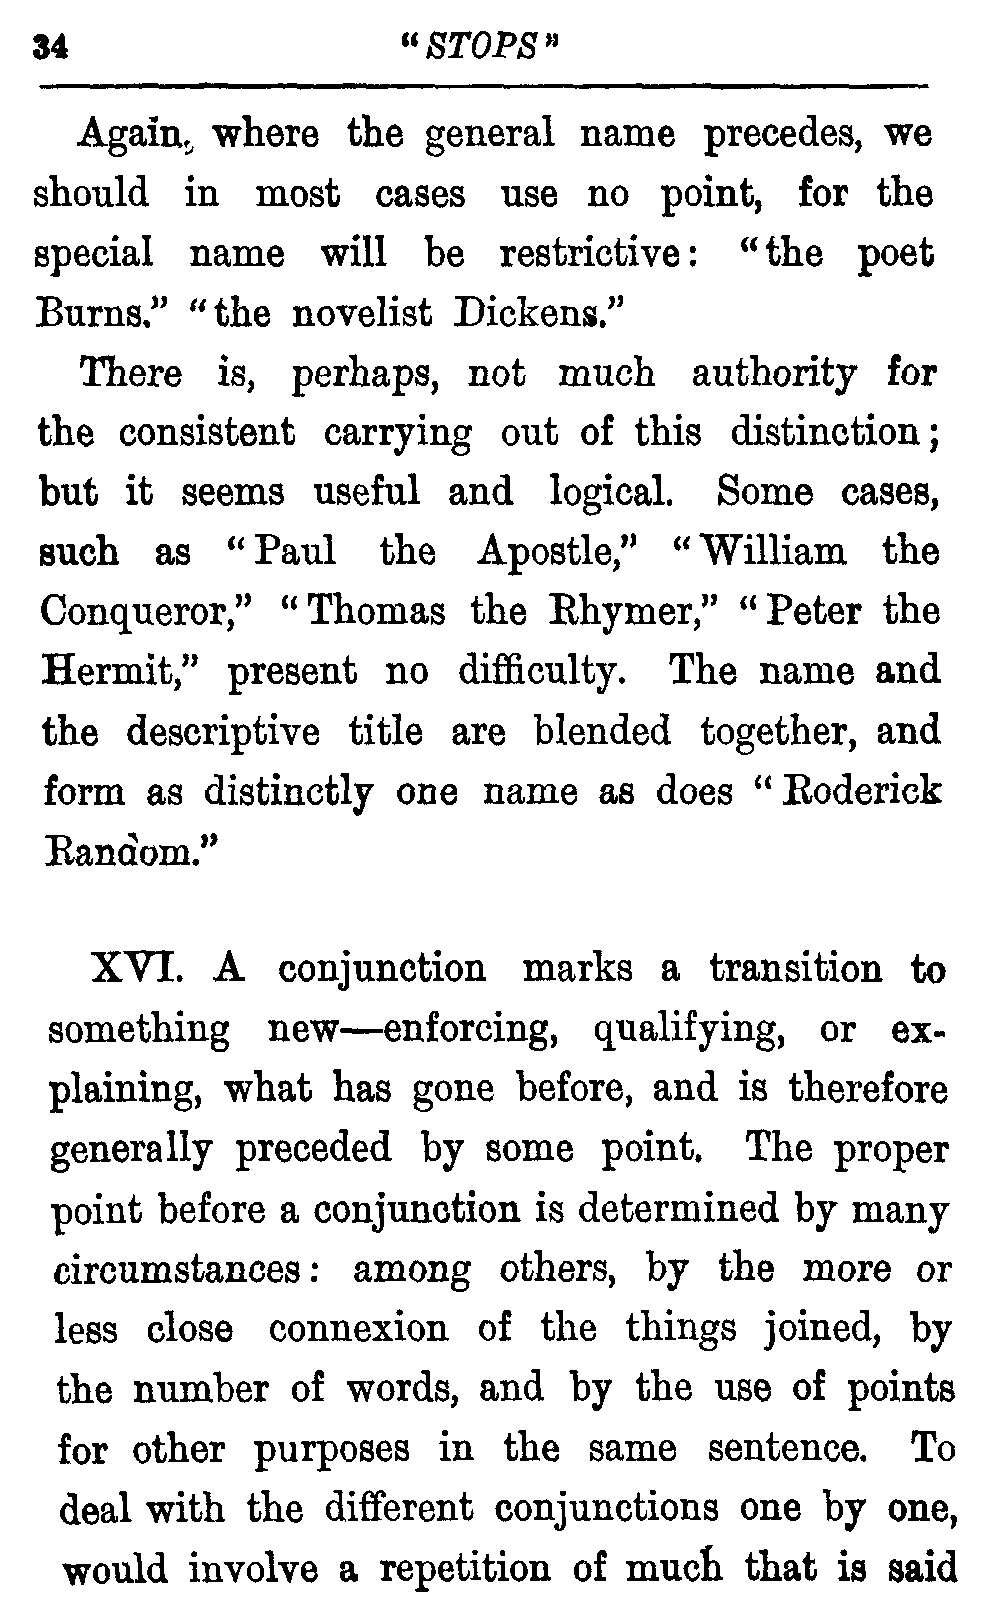 34 "STOPS"
Again, where the general name precedes, we
should in most cases use no point, for the
special name will be restrictive: "the poet
Burns." "the novelist Dickens."
There is, perhaps, not much authority for
the consistent carrying out of this distinction;
but it seems useful and logical. Some cases,
such as "Paul the Apostle," "William the
Conqueror," "Thomas the Rhymer," "Peter the
Hermit," present no difficulty. The name and
the descriptive title are blended together, and
form as distinctly one name as does "Roderick
Random."
XVI. A conjunction marks a transition to
something new—enforcing, qualifying, or ex-
plaining, what has gone before, and is therefore
generally preceded by some point. The proper
point before a conjunction is determined by many
circumstances: among others, by the more or
less close connexion of the things joined, by
the number of words, and by the use of points
for other purposes in the same sentence. To
deal with the different conjunctions one by one,
would involve a repetition of much that is said